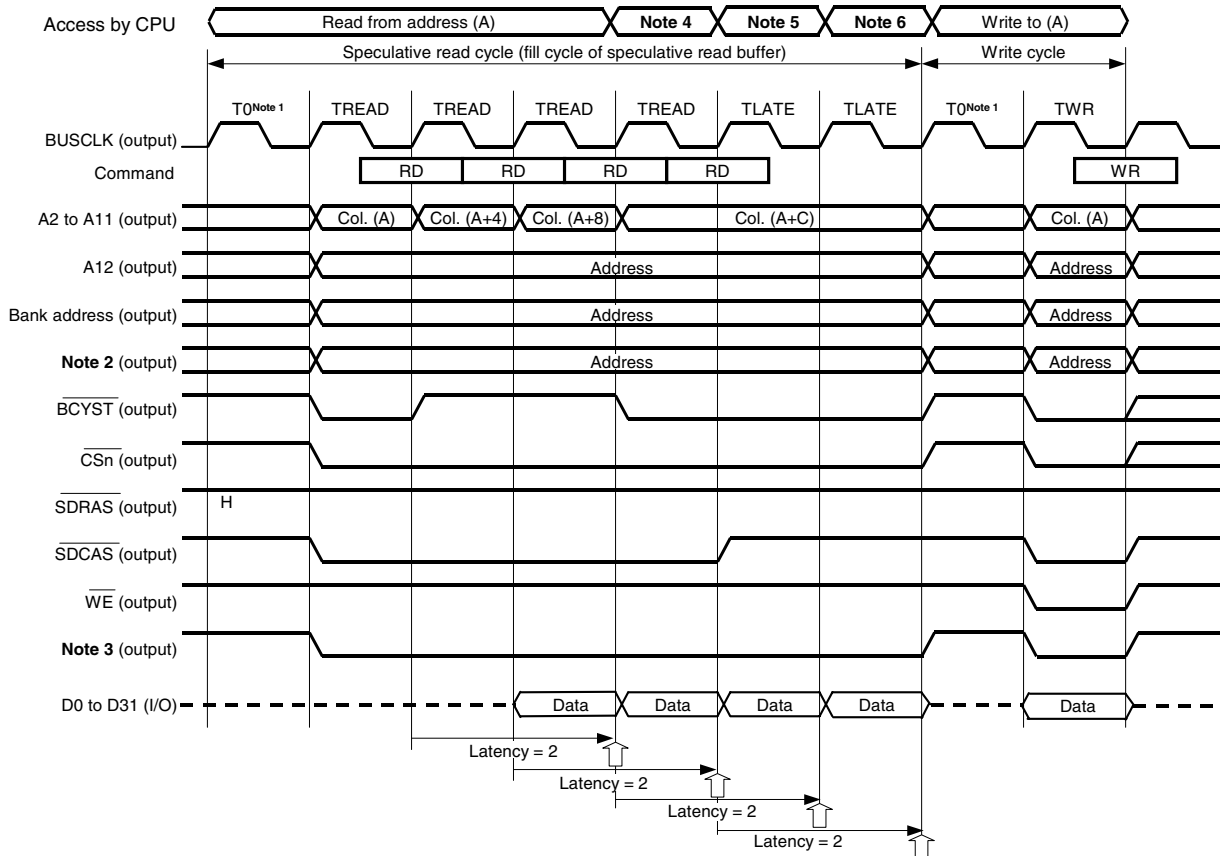 Access by CPU Read from address (A) Note 4 Note 5 Note 6 Write to (A)
Speculative read cycle (fill cycle of speculative read buffer) Write cycle
T0Note 1 TREAD TREAD TREAD TREAD TLATE TLATE T0Note 1 TWR
BUSCLK (output)
Command RD RD RD RD WR
A2 to A11 (output) Col. (A) Col. (A+4) Col. (A+8) Col. (A+C) Col. (A)
A12 (output) Address Address
Bank address (output) Address Address
Note 2 (output) Address Address
BCYST (output)
CSn (output)
SDRAS (output) H
SDCAS (output)
WE (output)
Note 3 (output)
D0 to D31 (I/O) Data Data Data Data Data
Latency = 2
Latency = 2
Latency = 2
Latency = 2